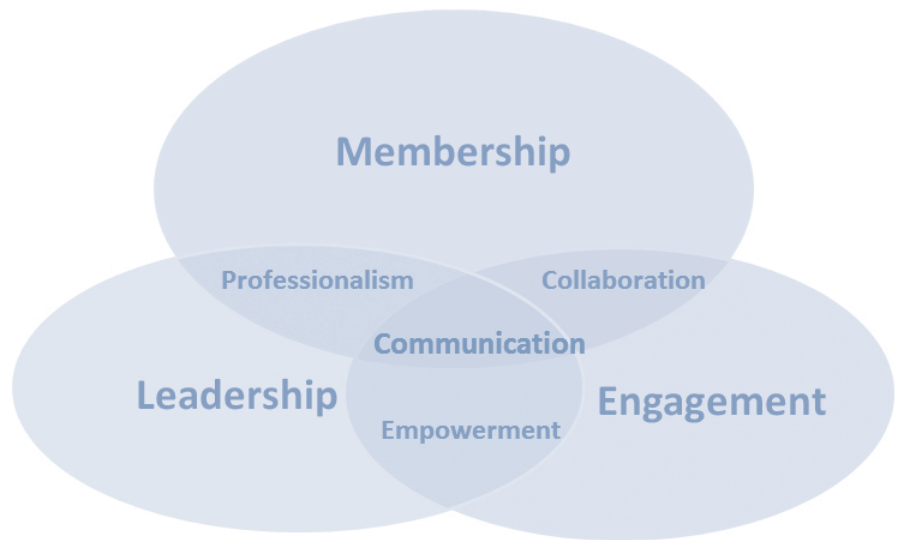 Membership
Professionalism
Collaboration
Communication
Leadership
Engagement
Empowerment